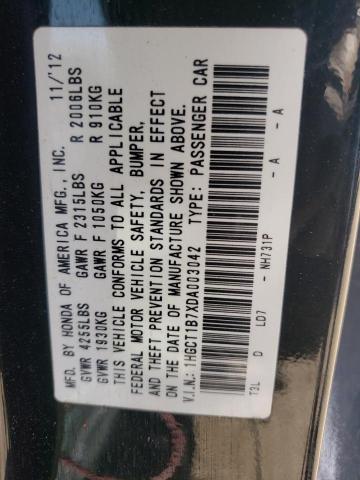 MFD. BY HONDA OF AMERICA MFG., INC. 11/'12
GVWR 4255LBS GAWR F 2315LBS R 2006LBS
GVWR 1930KG GAWR F 1050KG R 910KG
THIS VEHICLE CONFORMS TO ALL APPLICABLE
FEDERAL MOTOR VEHICLE SAFETY, BUMPER,
AND THEFT PREVENTION STANDARDS IN EFFECT
ON THE DATE OF MANUFACTURE SHOWN ABOVE.
V.I.N.: 1HGCT1B7XDA003042 TYPE: PASSENGER CAR
T3L D LD7 - NH731P - A - A